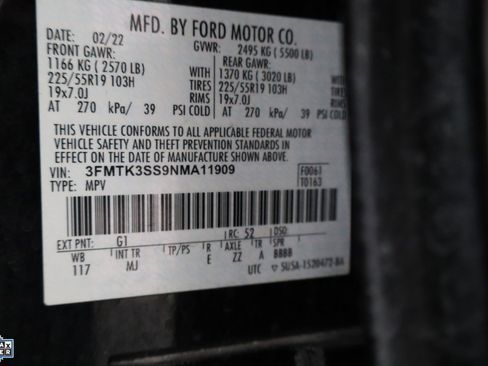 MFD. BY FORD MOTOR CO.
DATE: 02/22 GVWR: 2495 KG ( 5500 LB)
FRONT GAWR: REAR GAWR:
1166 KG ( 2570 LB) WITH 1370 KG ( 3020 LB) WITH
225/55R19 103H TIRES 225/55R19 103H TIRES
19x7.0J RIMS 19x7.0J RIMS
AT 270 kPa/ 39 PSI COLD AT 270 kPa/ 39 PSI COLD
THIS VEHICLE CONFORMS TO ALL APPLICABLE FEDERAL MOTOR
VEHICLE SAFETY AND THEFT PREVENTION STANDARDS IN
EFFECT ON THE DATE OF MANUFACTURE SHOWN ABOVE.
VIN: 3FMTK3SS9NMA11909 F0061
TYPE: MPV T0163
EXT PNT: G1 RC: 52 DSO:
WB INT TR TP/PS R AXLE TR SPR
117 MJ E ZZ A 8888
UTC